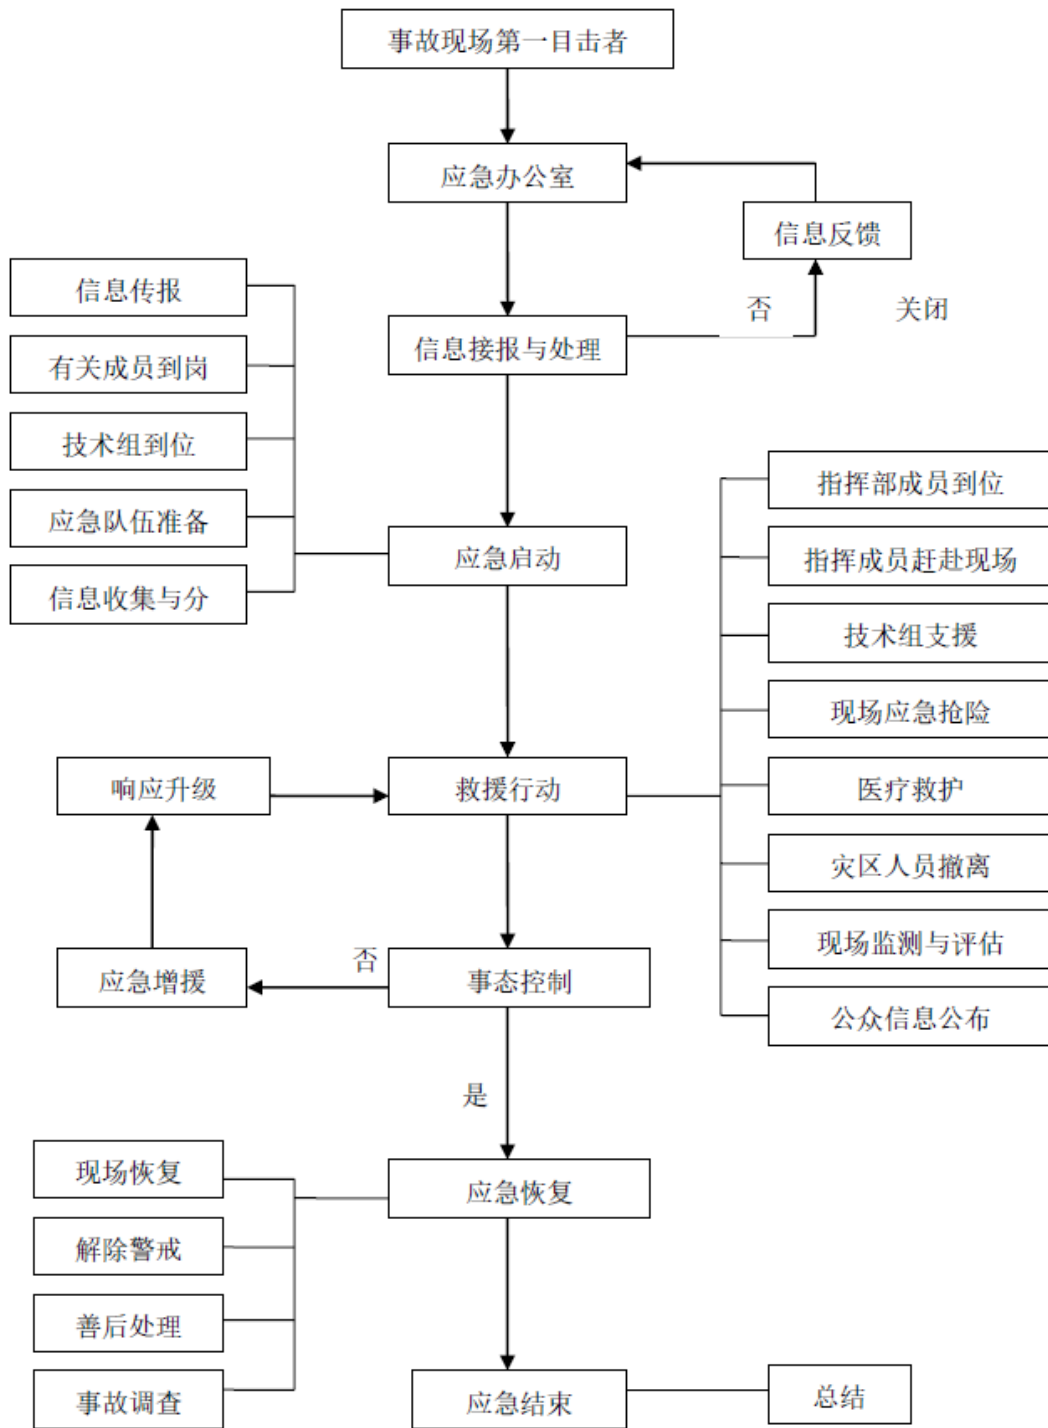 事故现场第一目击者
应急办公室
信息反馈
信息传报
否
关闭
信息接报与处理
有关成员到岗
技术组到位
指挥部成员到位
应急队伍准备
应急启动
指挥成员赶赴现场
信息收集与分
技术组支援
现场应急抢险
响应升级
救援行动
医疗救护
灾区人员撤离
现场监测与评估
否
应急增援
事态控制
公众信息公布
是
现场恢复
应急恢复
解除警戒
善后处理
事故调查
应急结束
总结